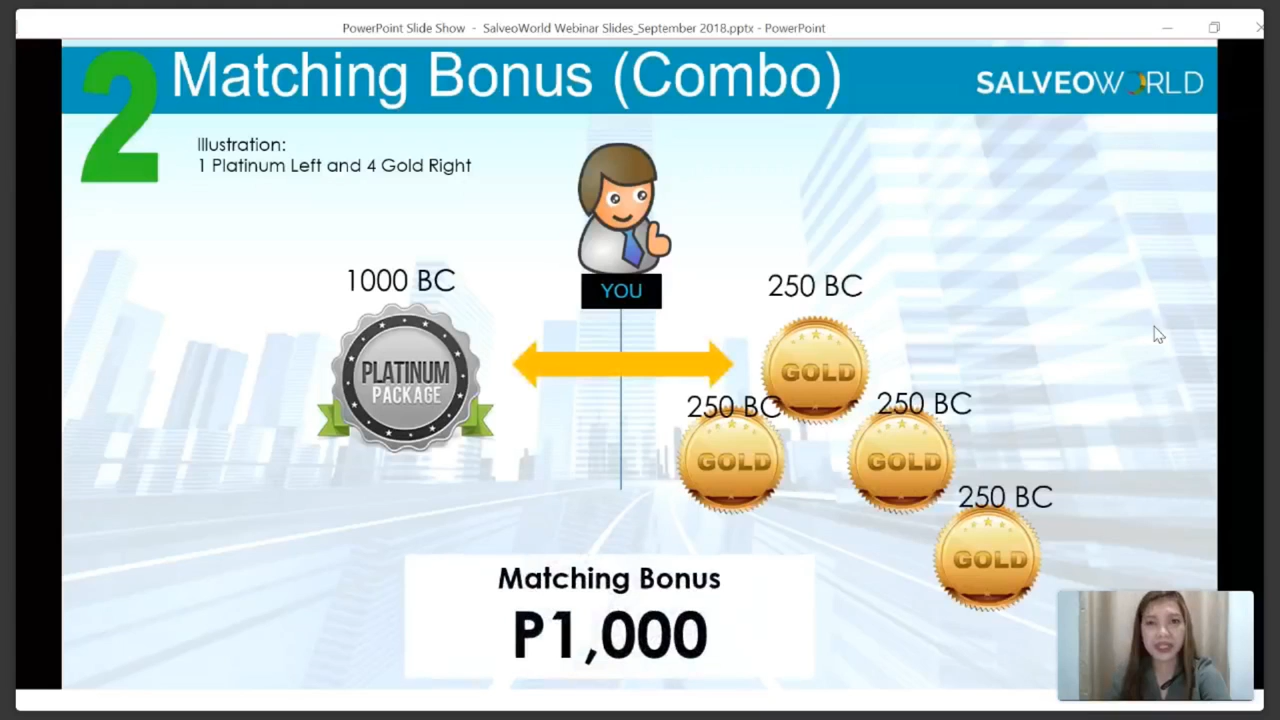 PowerPoint Slide Show - SalveoWorld Webinar Slides_September 2018.pptx - PowerPoint
2 Matching Bonus (Combo)
SALVEOWORLD
Illustration:
1 Platinum Left and 4 Gold Right
YOU
1000 BC
PLATINUM
PACKAGE
250 BC
GOLD
250 BC
GOLD
250 BC
GOLD
250 BC
GOLD
Matching Bonus
P1,000